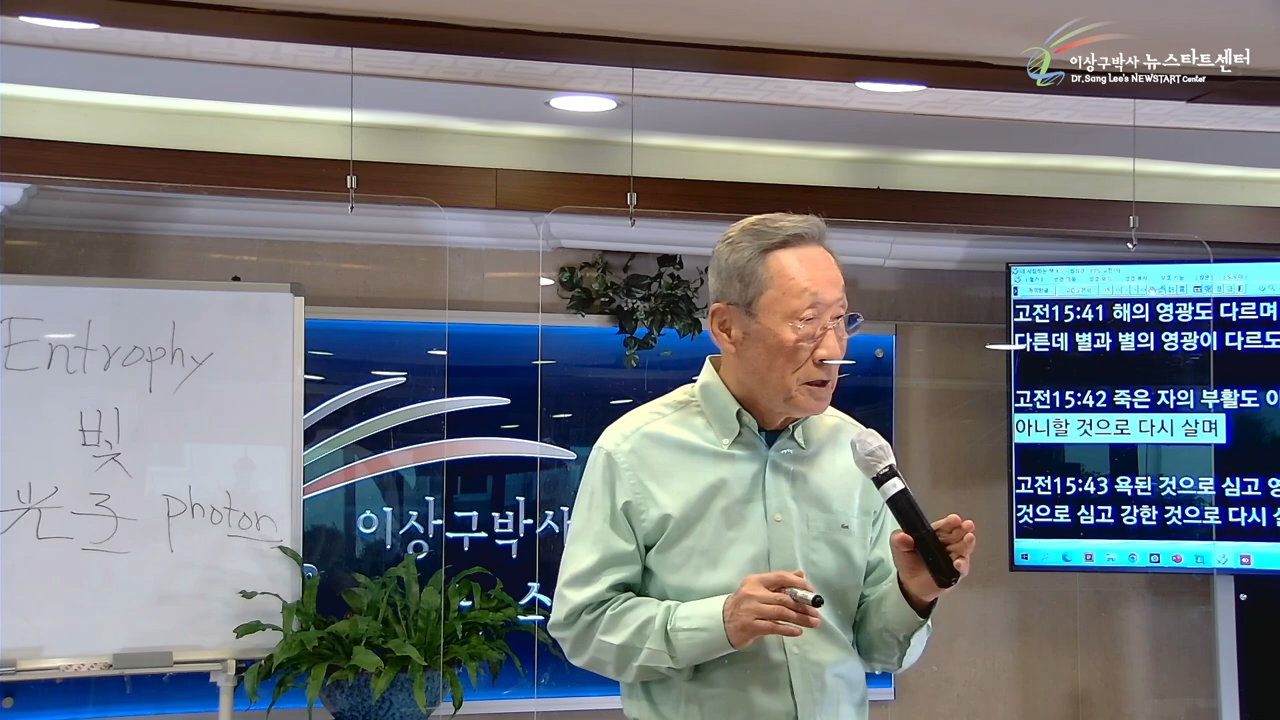 이상구박사 뉴스타트센터
Dr. Sang Lee's NEWSTART Center
Entrophy
빛
光子 photon
이상구박사
고전15:41 해의 영광도 다르며
다른데 별과 별의 영광이 다르도
고전15:42 죽은 자의 부활도
아니할 것으로 다시 살며
고전15:43 욕된 것으로 심고
것으로 심고 강한 것으로 다시